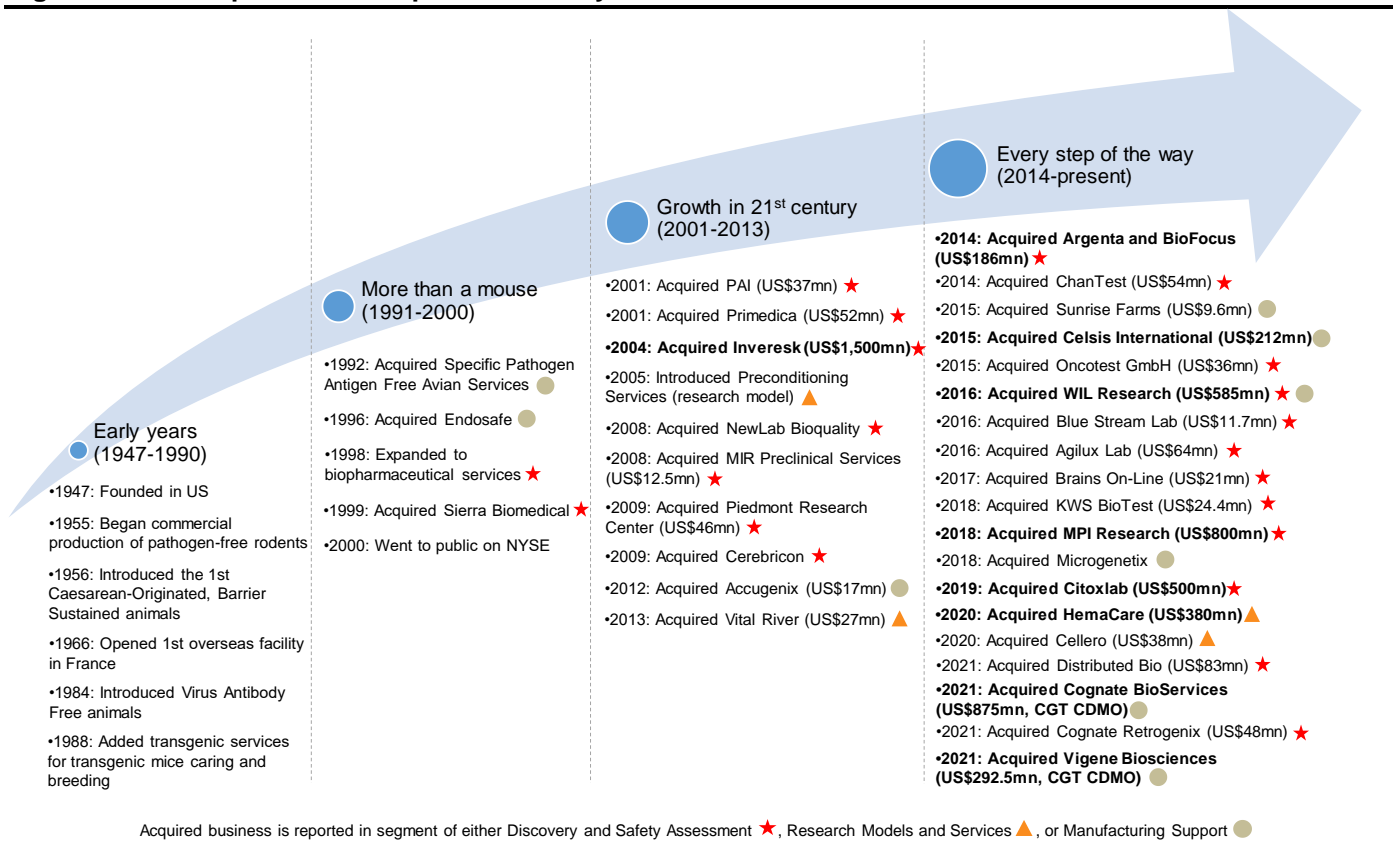 Early years
(1947-1990)
•1947: Founded in US
•1955: Began commercial
production of pathogen-free rodents
•1956: Introduced the 1st
Caesarean-Originated, Barrier
Sustained animals
•1966: Opened 1st overseas facility
in France
•1984: Introduced Virus Antibody
Free animals
•1988: Added transgenic services
for transgenic mice caring and
breeding
More than a mouse
(1991-2000)
•1992: Acquired Specific Pathogen
Antigen Free Avian Services
•1996: Acquired Endosafe
•1998: Expanded to
biopharmaceutical services
•1999: Acquired Sierra Biomedical
•2000: Went to public on NYSE
Growth in 21st century
(2001-2013)
•2001: Acquired PAI (US$37mn)
•2001: Acquired Primedica (US$52mn)
•2004: Acquired Inveresk (US$1,500mn)
•2005: Introduced Preconditioning
Services (research model)
•2008: Acquired NewLab Bioquality
•2008: Acquired MIR Preclinical Services
(US$12.5mn)
•2009: Acquired Piedmont Research
Center (US$46mn)
•2009: Acquired Cerebricon
•2012: Acquired Accugenix (US$17mn)
•2013: Acquired Vital River (US$27mn)
Every step of the way
(2014-present)
•2014: Acquired Argenta and BioFocus
(US$186mn)
•2014: Acquired ChanTest (US$54mn)
•2015: Acquired Sunrise Farms (US$9.6mn)
•2015: Acquired Celsis International (US$212mn)
•2015: Acquired Oncotest GmbH (US$36mn)
•2016: Acquired WIL Research (US$585mn)
•2016: Acquired Blue Stream Lab (US$11.7mn)
•2016: Acquired Agilux Lab (US$64mn)
•2017: Acquired Brains On-Line (US$21mn)
•2018: Acquired KWS BioTest (US$24.4mn)
•2018: Acquired MPI Research (US$800mn)
•2018: Acquired Microgenetix
•2019: Acquired Citoxlab (US$500mn)
•2020: Acquired HemaCare (US$380mn)
•2020: Acquired Cellero (US$38mn)
•2021: Acquired Distributed Bio (US$83mn)
•2021: Acquired Cognate BioServices
(US$875mn, CGT CDMO)
•2021: Acquired Cognate Retrogenix (US$48mn)
•2021: Acquired Vigene Biosciences
(US$292.5mn, CGT CDMO)
Acquired business is reported in segment of either Discovery and Safety Assessment ★, Research Models and Services ▲, or Manufacturing Support ●